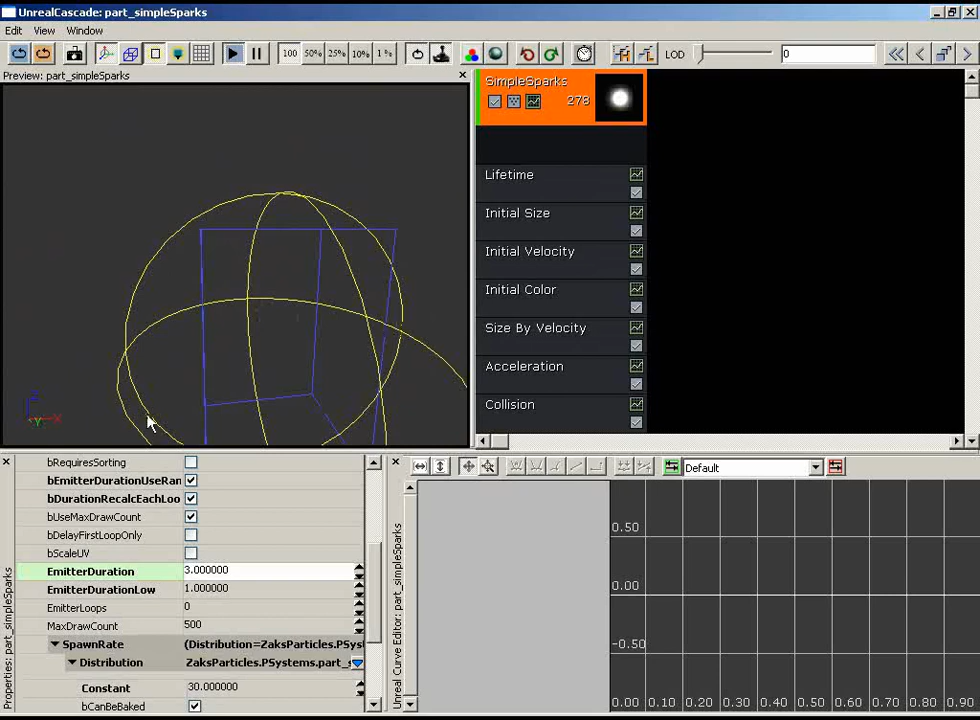 UnrealCascade: part_simpleSparks
Edit View Window
100 50% 25% 10% 1% LOD 0
Preview: part_simpleSparks
SimpleSparks
278
Lifetime
Initial Size
Initial Velocity
Initial Color
Size By Velocity
Acceleration
Collision
X
Y
Properties: part_simpleSparks
bRequiresSorting
bEmitterDurationUseRan
bDurationRecalcEachLoo
bUseMaxDrawCount
bDelayFirstLoopOnly
bScaleUV
EmitterDuration 3.000000
EmitterDurationLow 1.000000
EmitterLoops 0
MaxDrawCount 500
SpawnRate (Distribution=ZaksParticles.PSys
Distribution ZaksParticles.PSystems.part_s
Constant 30.000000
bCanBeBaked
Unreal Curve Editor: part_simpleSparks
Default
0.50
0.00
-0.50
0.00 0.10 0.20 0.30 0.40 0.50 0.60 0.70 0.80 0.90